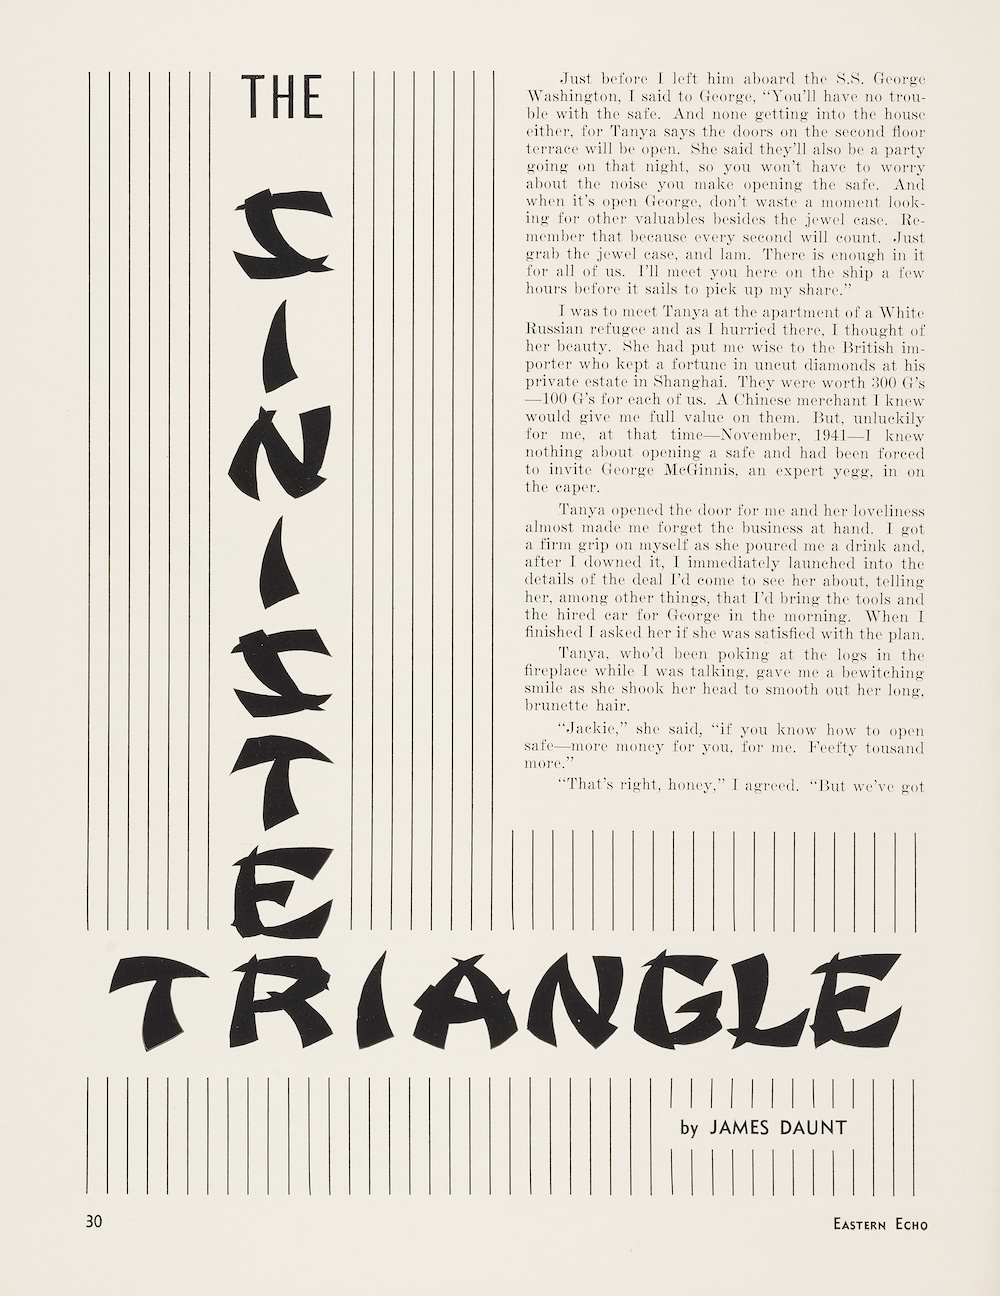 THE
SINISTER
TRIANGLE
by JAMES DAUNT
Just before I left him aboard the S.S. George
Washington, I said to George, “You’ll have no trou-
ble with the safe. And none getting into the house
either, for Tanya says the doors on the second floor
terrace will be open. She said they’ll also be a party
going on that night, so you won’t have to worry
about the noise you make opening the safe. And
when it’s open George, don’t waste a moment look-
ing for other valuables besides the jewel case. Re-
member that because every second will count. Just
grab the jewel case, and lam. There is enough in it
for all of us. I’ll meet you here on the ship a few
hours before it sails to pick up my share.”
I was to meet Tanya at the apartment of a White
Russian refugee and as I hurried there, I thought of
her beauty. She had put me wise to the British im-
porter who kept a fortune in uncut diamonds at his
private estate in Shanghai. They were worth 300 G’s
—100 G’s for each of us. A Chinese merchant I knew
would give me full value on them. But, unluckily
for me, at that time—November, 1941—I knew
nothing about opening a safe and had been forced
to invite George McGinnis, an expert yegg, in on
the caper.
Tanya opened the door for me and her loveliness
almost made me forget the business at hand. I got
a firm grip on myself as she poured me a drink and,
after I downed it, I immediately launched into the
details of the deal I’d come to see her about, telling
her, among other things, that I’d bring the tools and
the hired car for George in the morning. When I
finished I asked her if she was satisfied with the plan.
Tanya, who’d been poking at the logs in the
fireplace while I was talking, gave me a bewitching
smile as she shook her head to smooth out her long,
brunette hair.
“Jackie,” she said, “if you know how to open
safe—more money for you, for me. Feefty tousand
more.”
“That’s right, honey,” I agreed. “But we’ve got
30
EASTERN ECHO